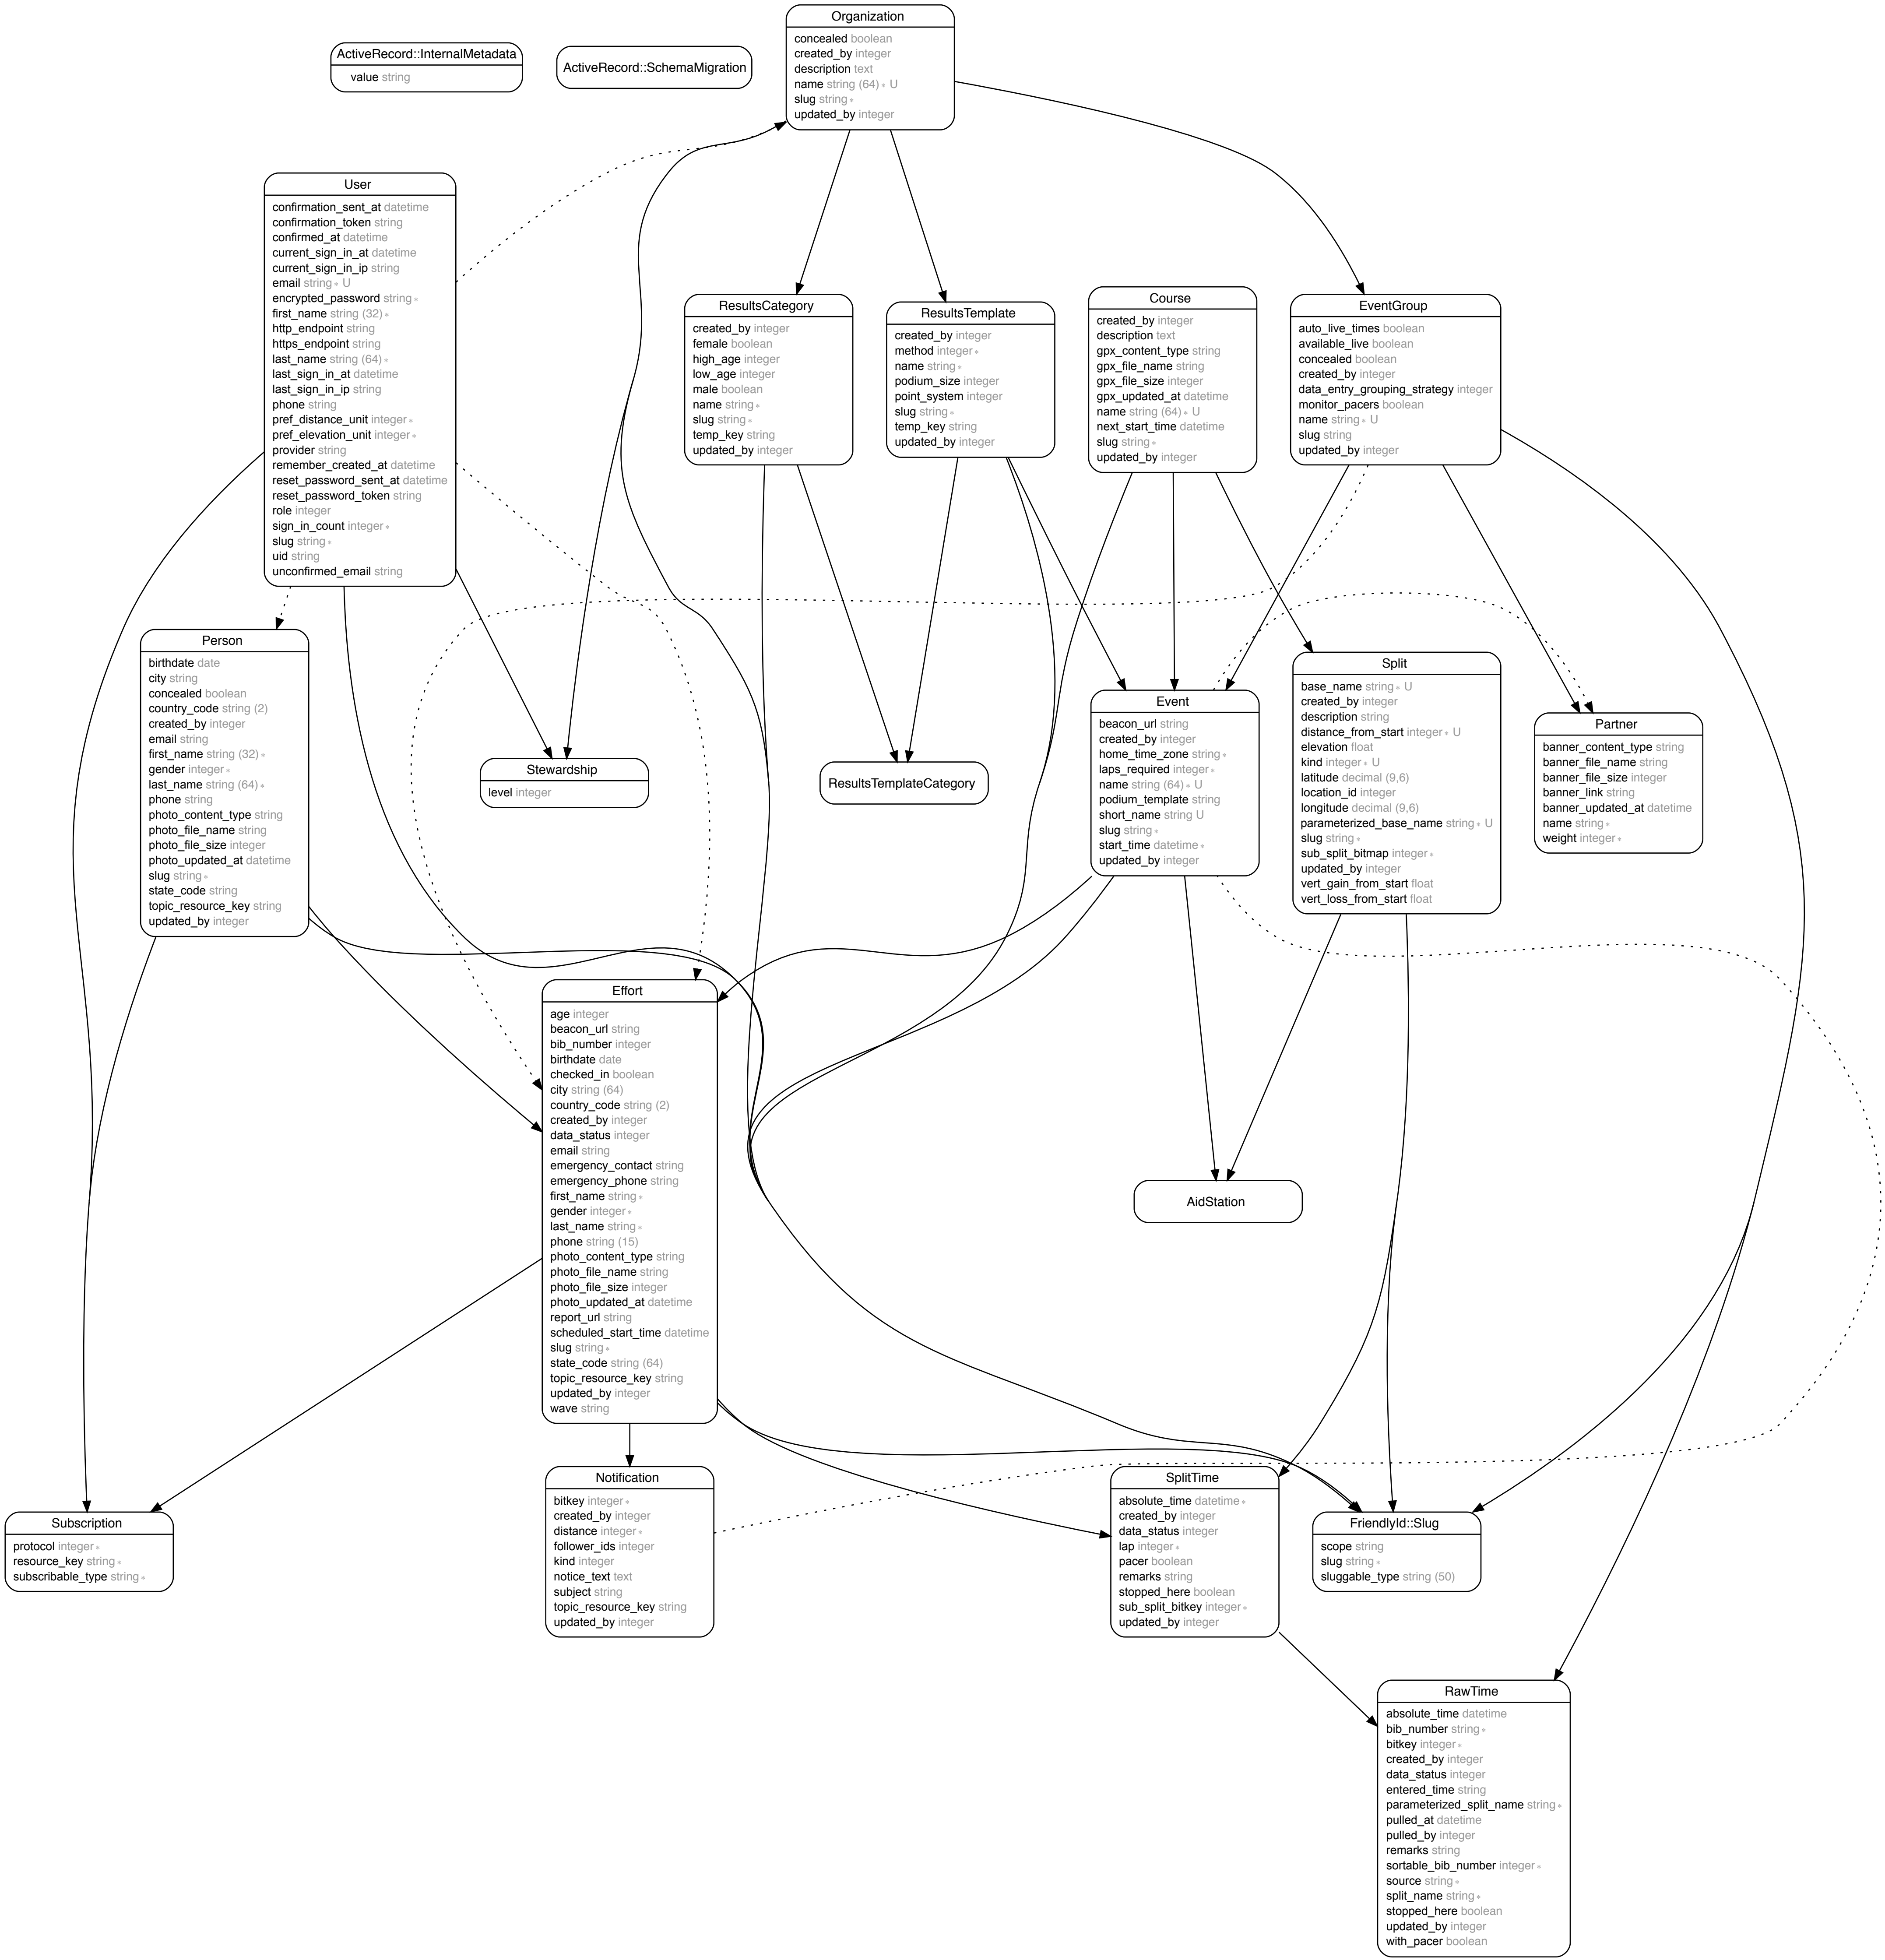 Organization
concealed boolean
created_by integer
description text
name string (64) ∗ U
slug string ∗
updated_by integer
ActiveRecord::InternalMetadata
value string
ActiveRecord::SchemaMigration
User
confirmation_sent_at datetime
confirmation_token string
confirmed_at datetime
current_sign_in_at datetime
current_sign_in_ip string
email string ∗ U
encrypted_password string ∗
first_name string (32) ∗
http_endpoint string
https_endpoint string
last_name string (64) ∗
last_sign_in_at datetime
last_sign_in_ip string
phone string
pref_distance_unit integer ∗
pref_elevation_unit integer ∗
provider string
remember_created_at datetime
reset_password_sent_at datetime
reset_password_token string
role integer
sign_in_count integer ∗
slug string ∗
uid string
unconfirmed_email string
ResultsCategory
created_by integer
female boolean
high_age integer
low_age integer
male boolean
name string ∗
slug string ∗
temp_key string
updated_by integer
ResultsTemplate
created_by integer
method integer ∗
name string ∗
podium_size integer
point_system integer
slug string ∗
temp_key string
updated_by integer
Course
created_by integer
description text
gpx_content_type string
gpx_file_name string
gpx_file_size integer
gpx_updated_at datetime
name string (64) ∗ U
next_start_time datetime
slug string ∗
updated_by integer
EventGroup
auto_live_times boolean
available_live boolean
concealed boolean
created_by integer
data_entry_grouping_strategy integer
monitor_pacers boolean
name string ∗ U
slug string
updated_by integer
Person
birthdate date
city string
concealed boolean
country_code string (2)
created_by integer
email string
first_name string (32) ∗
gender integer ∗
last_name string (64) ∗
phone string
photo_content_type string
photo_file_name string
photo_file_size integer
photo_updated_at datetime
slug string ∗
state_code string
topic_resource_key string
updated_by integer
Stewardship
level integer
ResultsTemplateCategory
Event
beacon_url string
created_by integer
home_time_zone string ∗
laps_required integer ∗
name string (64) ∗ U
podium_template string
short_name string U
slug string ∗
start_time datetime ∗
updated_by integer
Split
base_name string ∗ U
created_by integer
description string
distance_from_start integer ∗ U
elevation float
kind integer ∗ U
latitude decimal (9,6)
location_id integer
longitude decimal (9,6)
parameterized_base_name string ∗ U
slug string ∗
sub_split_bitmap integer ∗
updated_by integer
vert_gain_from_start float
vert_loss_from_start float
Partner
banner_content_type string
banner_file_name string
banner_file_size integer
banner_link string
banner_updated_at datetime
name string ∗
weight integer ∗
Effort
age integer
beacon_url string
bib_number integer
birthdate date
checked_in boolean
city string (64)
country_code string (2)
created_by integer
data_status integer
email string
emergency_contact string
emergency_phone string
first_name string ∗
gender integer ∗
last_name string ∗
phone string (15)
photo_content_type string
photo_file_name string
photo_file_size integer
photo_updated_at datetime
report_url string
scheduled_start_time datetime
slug string ∗
state_code string (64)
topic_resource_key string
updated_by integer
wave string
AidStation
Subscription
protocol integer ∗
resource_key string ∗
subscribable_type string ∗
Notification
bitkey integer ∗
created_by integer
distance integer ∗
follower_ids integer
kind integer
notice_text text
subject string
topic_resource_key string
updated_by integer
SplitTime
absolute_time datetime ∗
created_by integer
data_status integer
lap integer ∗
pacer boolean
remarks string
stopped_here boolean
sub_split_bitkey integer ∗
updated_by integer
FriendlyId::Slug
scope string
slug string ∗
sluggable_type string (50)
RawTime
absolute_time datetime
bib_number string ∗
bitkey integer ∗
created_by integer
data_status integer
entered_time string
parameterized_split_name string ∗
pulled_at datetime
pulled_by integer
remarks string
sortable_bib_number integer ∗
source string ∗
split_name string ∗
stopped_here boolean
updated_by integer
with_pacer boolean